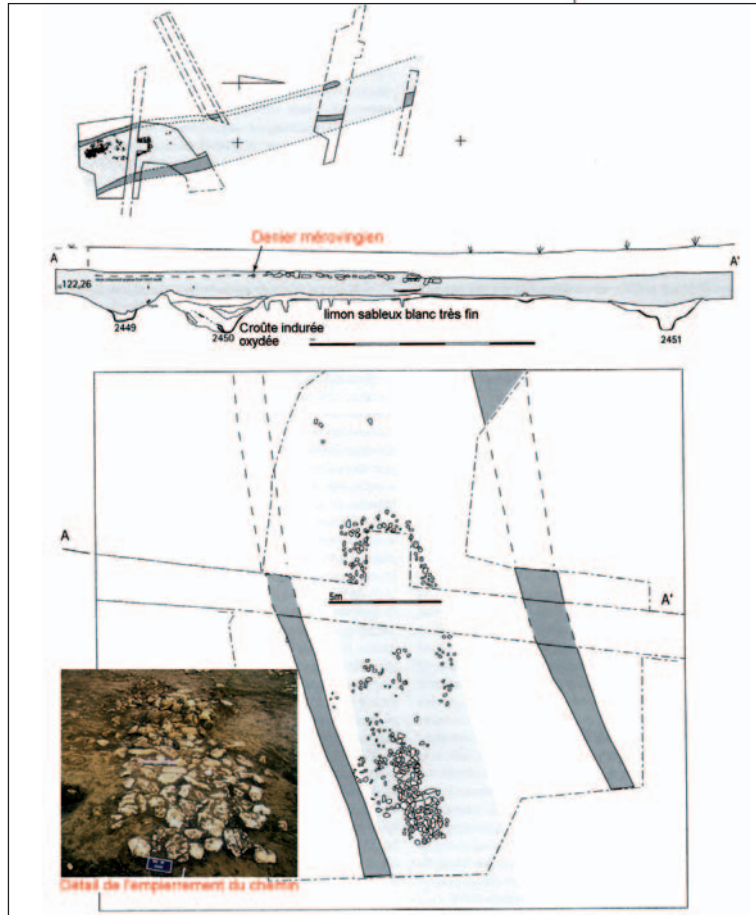 Denier mérovingien
A
A'
122,26
2449
2450
Croûte indurée
oxydée
limon sableux blanc très fin
2451
A
5m
A'
Détail de l'empierrement du chemin